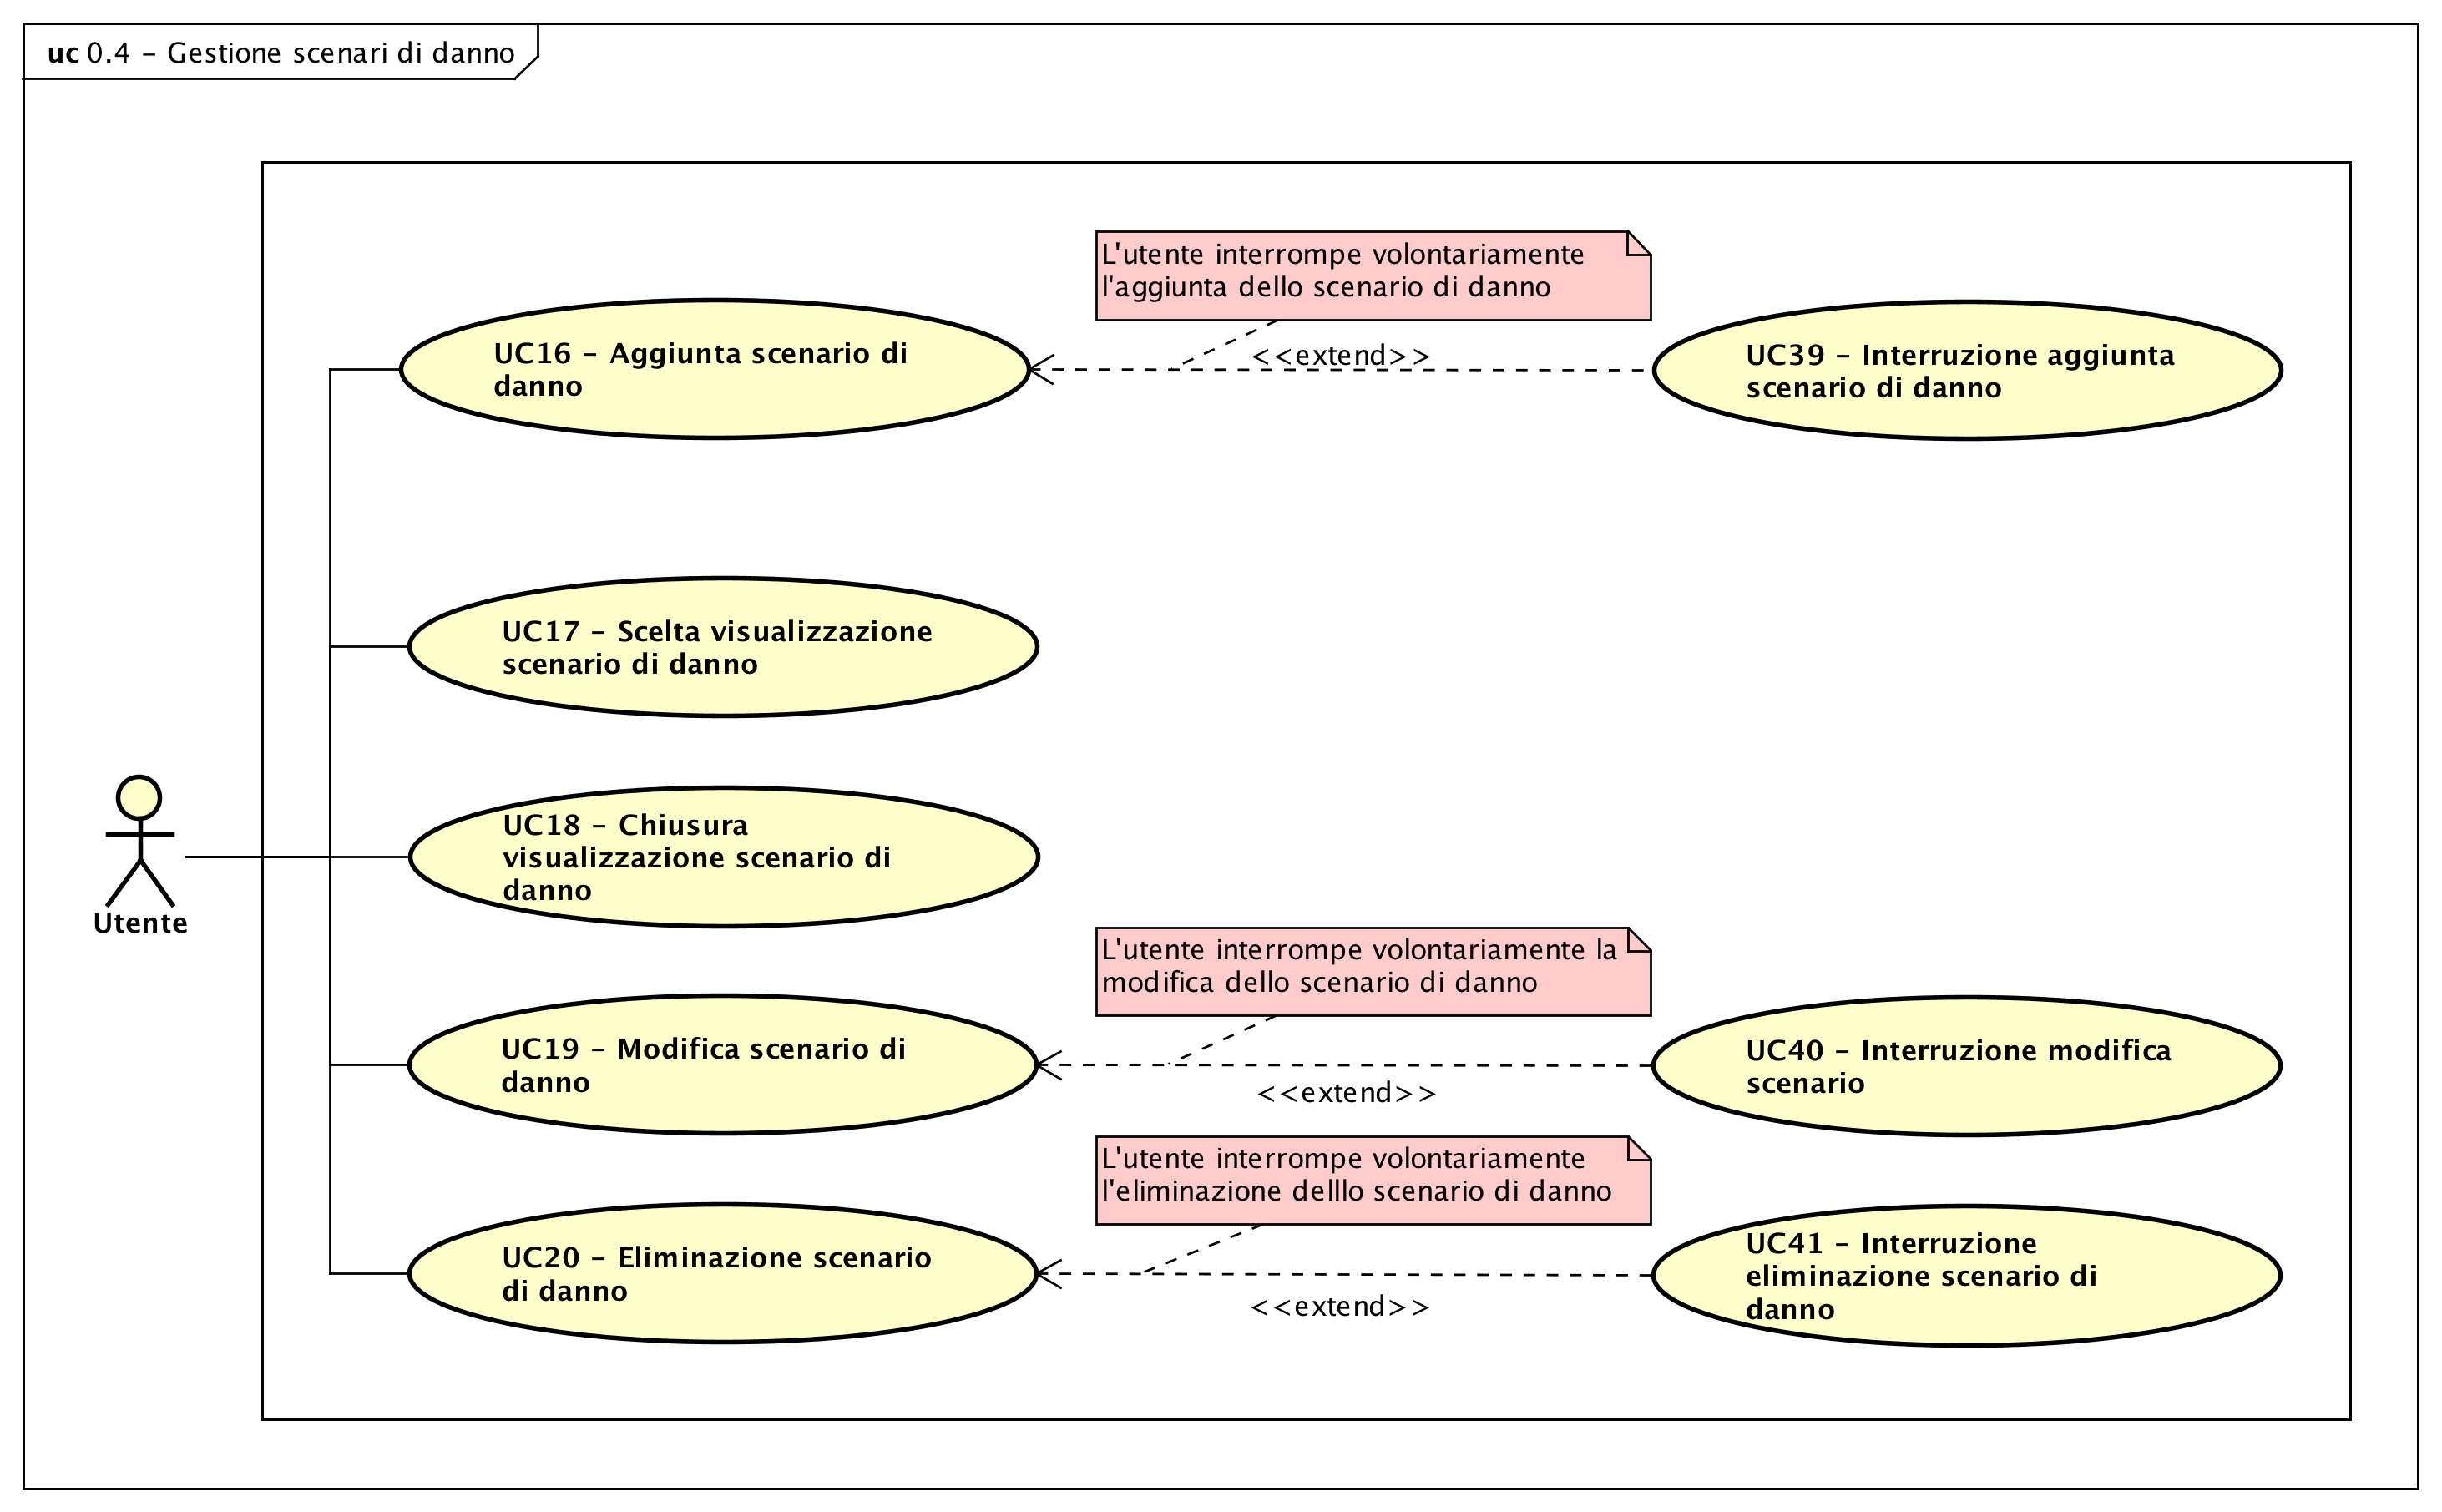 uc 0.4 – Gestione scenari di danno
L'utente interrompe volontariamente
l'aggiunta dello scenario di danno
UC16 – Aggiunta scenario di
danno
<<extend>>
UC39 – Interruzione aggiunta
scenario di danno
UC17 – Scelta visualizzazione
scenario di danno
UC18 – Chiusura
visualizzazione scenario di
danno
Utente
L'utente interrompe volontariamente la
modifica dello scenario di danno
UC19 – Modifica scenario di
danno
<<extend>>
UC40 – Interruzione modifica
scenario
L'utente interrompe volontariamente
l'eliminazione delllo scenario di danno
UC20 – Eliminazione scenario
di danno
<<extend>>
UC41 – Interruzione
eliminazione scenario di
danno